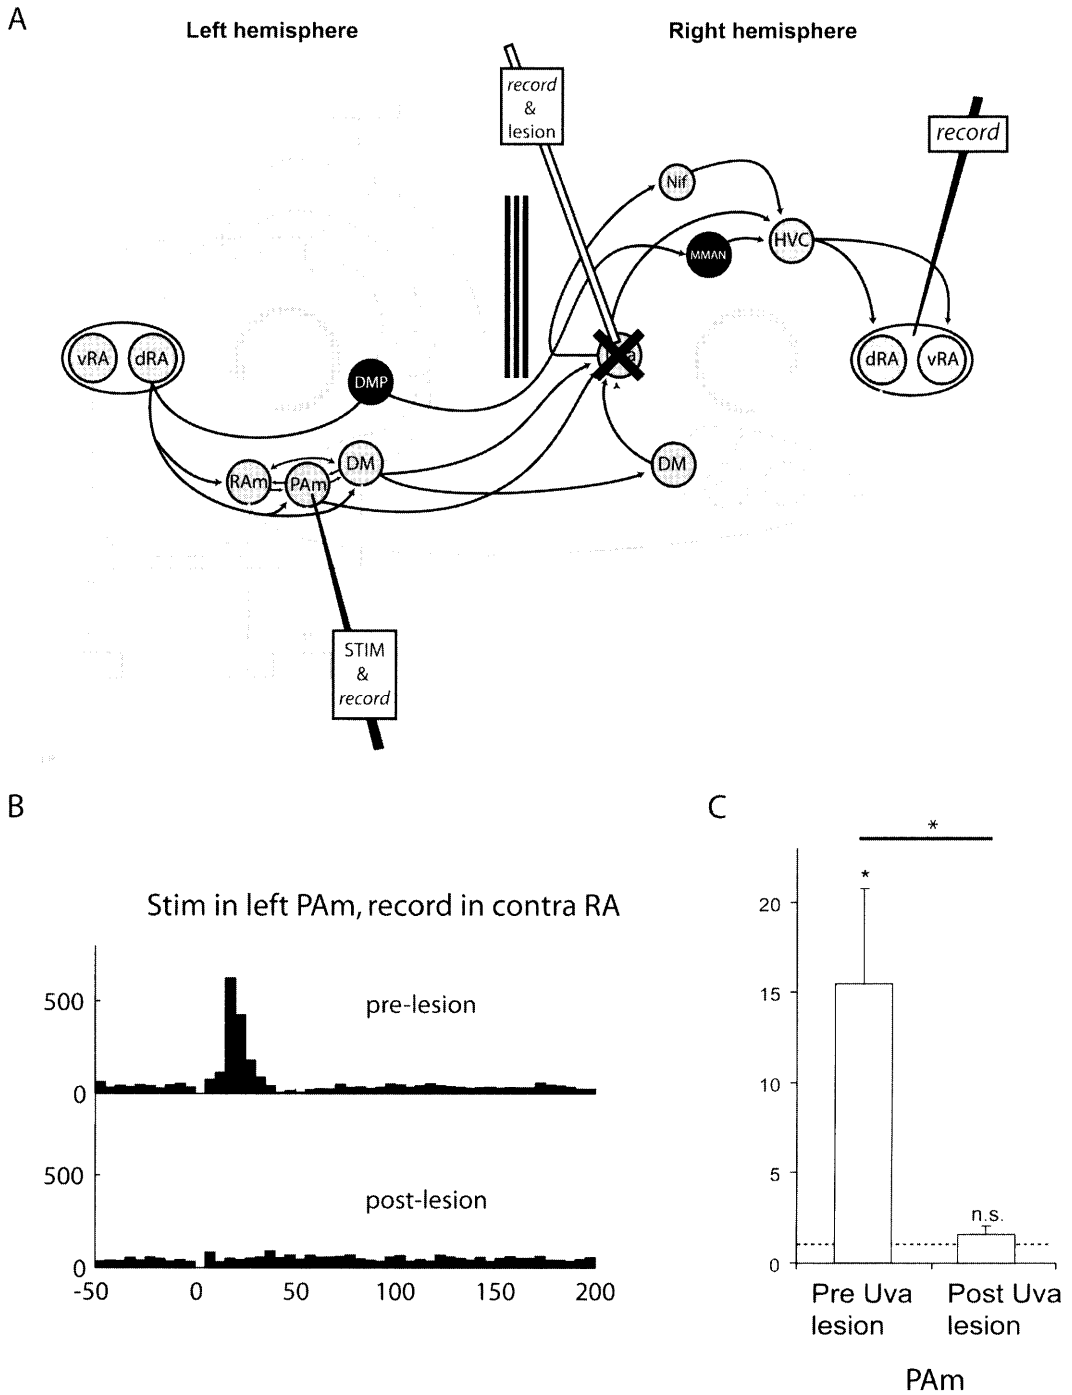 A
Left hemisphere
Right hemisphere
record
&
lesion
record
Nif
HVC
MMAN
vRA
dRA
DMP
dRA
vRA
RAm
PAm
DM
DM
STIM
&
record
B
Stim in left PAm, record in contra RA
500
pre-lesion
0
500
post-lesion
0
-50
0
50
100
150
200
C
*
*
20
15
10
5
n.s.
0
Pre Uva
lesion
Post Uva
lesion
PAm